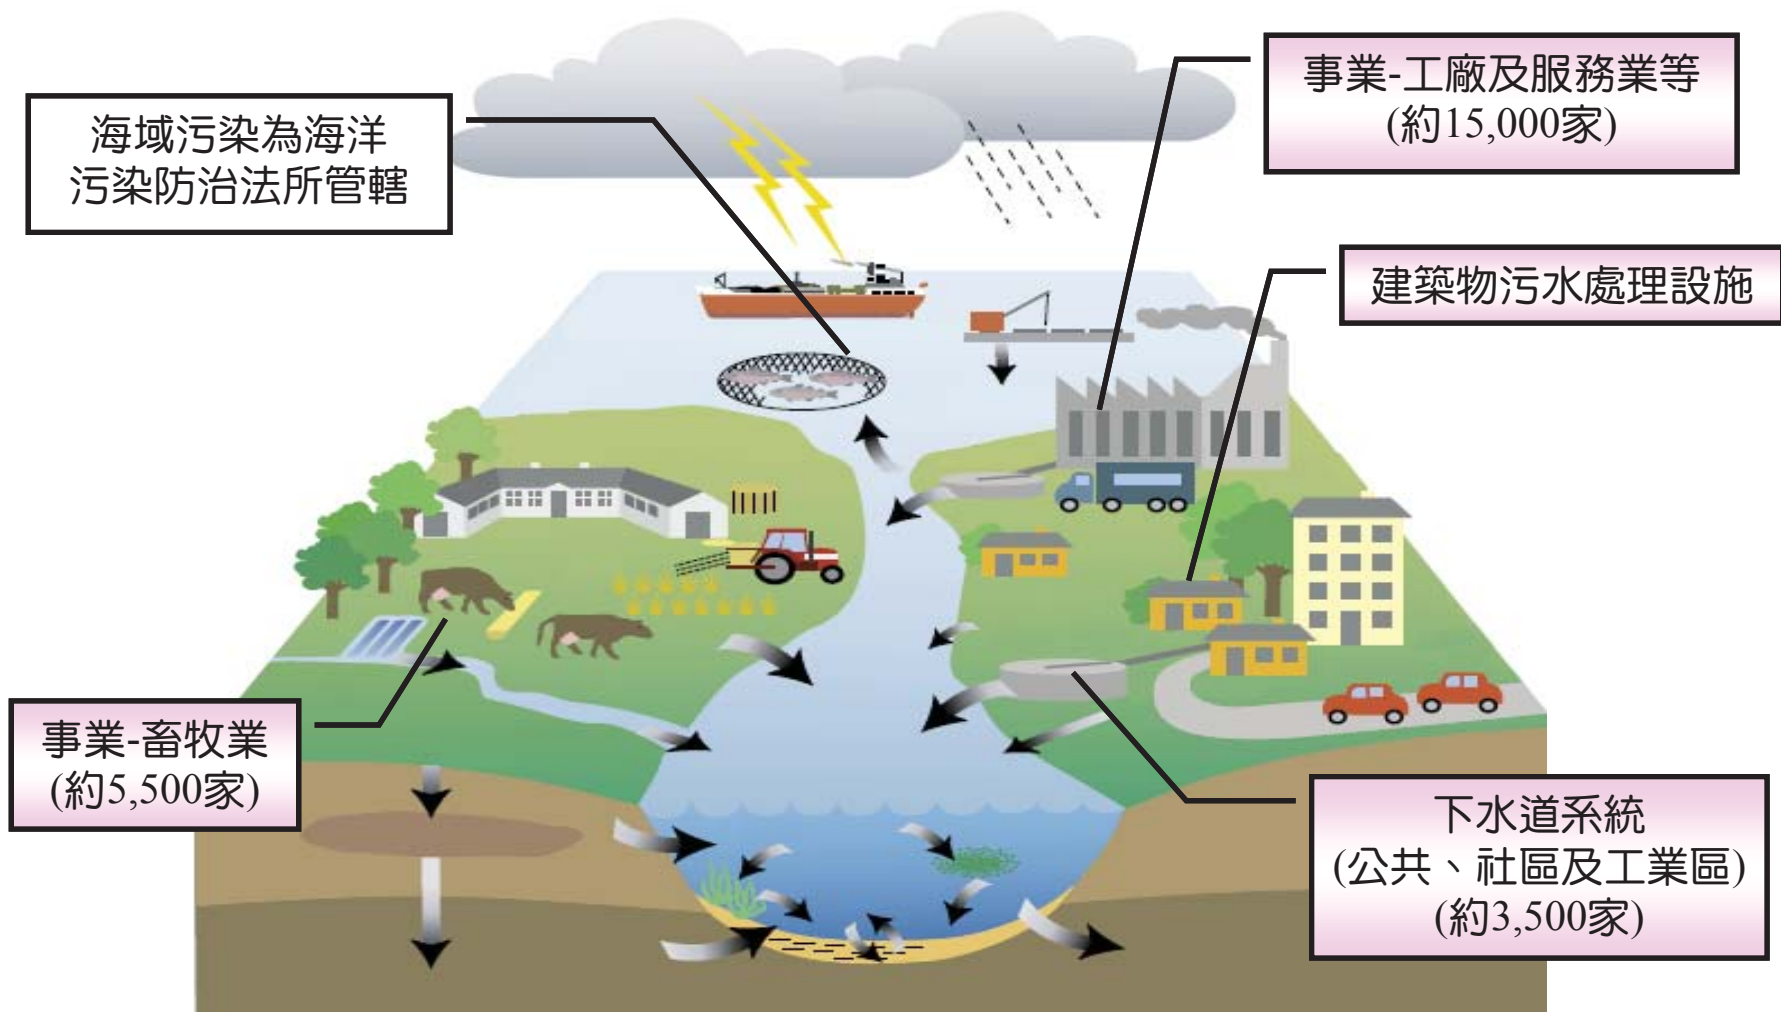 海域污染為海洋
污染防治法所管轄
事業-工廠及服務業等
(約15,000家)
建築物污水處理設施
事業-畜牧業
(約5,500家)
下水道系統
(公共、社區及工業區)
(約3,500家)